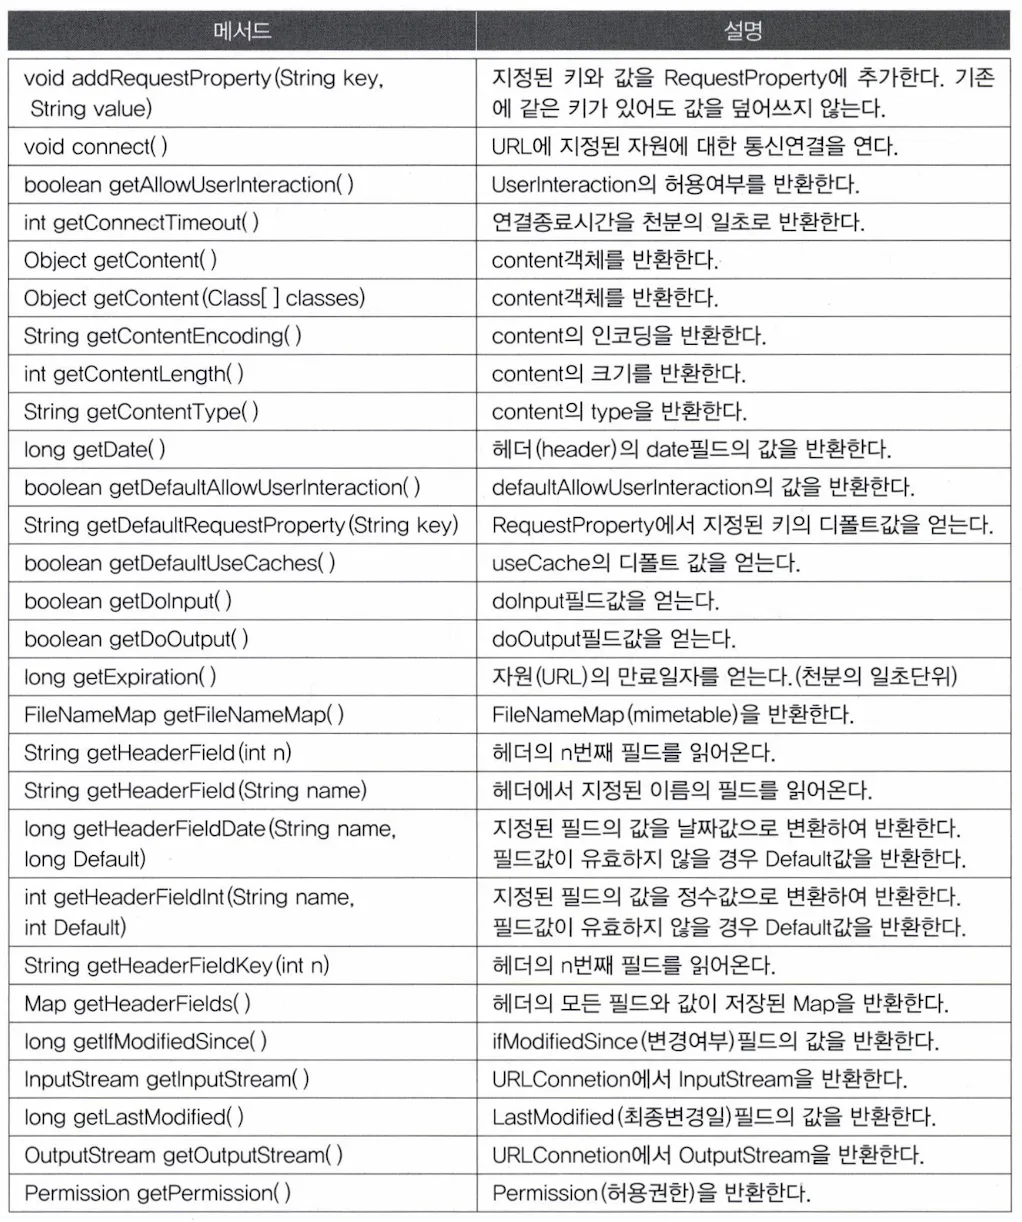 메서드 설명
void addRequestProperty(String key, 지정된 키와 값을 RequestProperty에 추가한다. 기존
String value) 에 같은 키가 있어도 값을 덮어쓰지 않는다.
void connect( ) URL에 지정된 자원에 대한 통신연결을 연다.
boolean getAllowUserInteraction( ) UserInteraction의 허용여부를 반환한다.
int getConnectTimeout( ) 연결종료시간을 천분의 일초로 반환한다.
Object getContent( ) content객체를 반환한다.
Object getContent(Class[ ] classes) content객체를 반환한다.
String getContentEncoding( ) content의 인코딩을 반환한다.
int getContentLength( ) content의 크기를 반환한다.
String getContentType( ) content의 type을 반환한다.
long getDate( ) 헤더(header)의 date필드의 값을 반환한다.
boolean getDefaultAllowUserInteraction( ) defaultAllowUserInteraction의 값을 반환한다.
String getDefaultRequestProperty(String key) RequestProperty에서 지정된 키의 디폴트값을 얻는다.
boolean getDefaultUseCaches( ) useCache의 디폴트 값을 얻는다.
boolean getDoInput( ) doInput필드값을 얻는다.
boolean getDoOutput( ) doOutput필드값을 얻는다.
long getExpiration( ) 자원(URL)의 만료일자를 얻는다.(천분의 일초단위)
FileNameMap getFileNameMap( ) FileNameMap(mimetable)을 반환한다.
String getHeaderField(int n) 헤더의 n번째 필드를 읽어온다.
String getHeaderField(String name) 헤더에서 지정된 이름의 필드를 읽어온다.
long getHeaderFieldDate(String name, 지정된 필드의 값을 날짜값으로 변환하여 반환한다.
long Default) 필드값이 유효하지 않을 경우 Default값을 반환한다.
int getHeaderFieldInt(String name, 지정된 필드의 값을 정수값으로 변환하여 반환한다.
int Default) 필드값이 유효하지 않을 경우 Default값을 반환한다.
String getHeaderFieldKey(int n) 헤더의 n번째 필드를 읽어온다.
Map getHeaderFields( ) 헤더의 모든 필드와 값이 저장된 Map을 반환한다.
long getIfModifiedSince( ) ifModifiedSince(변경여부)필드의 값을 반환한다.
InputStream getInputStream( ) URLConnetion에서 InputStream을 반환한다.
long getLastModified( ) LastModified(최종변경일)필드의 값을 반환한다.
OutputStream getOutputStream( ) URLConnetion에서 OutputStream을 반환한다.
Permission getPermission( ) Permission(허용권한)을 반환한다.